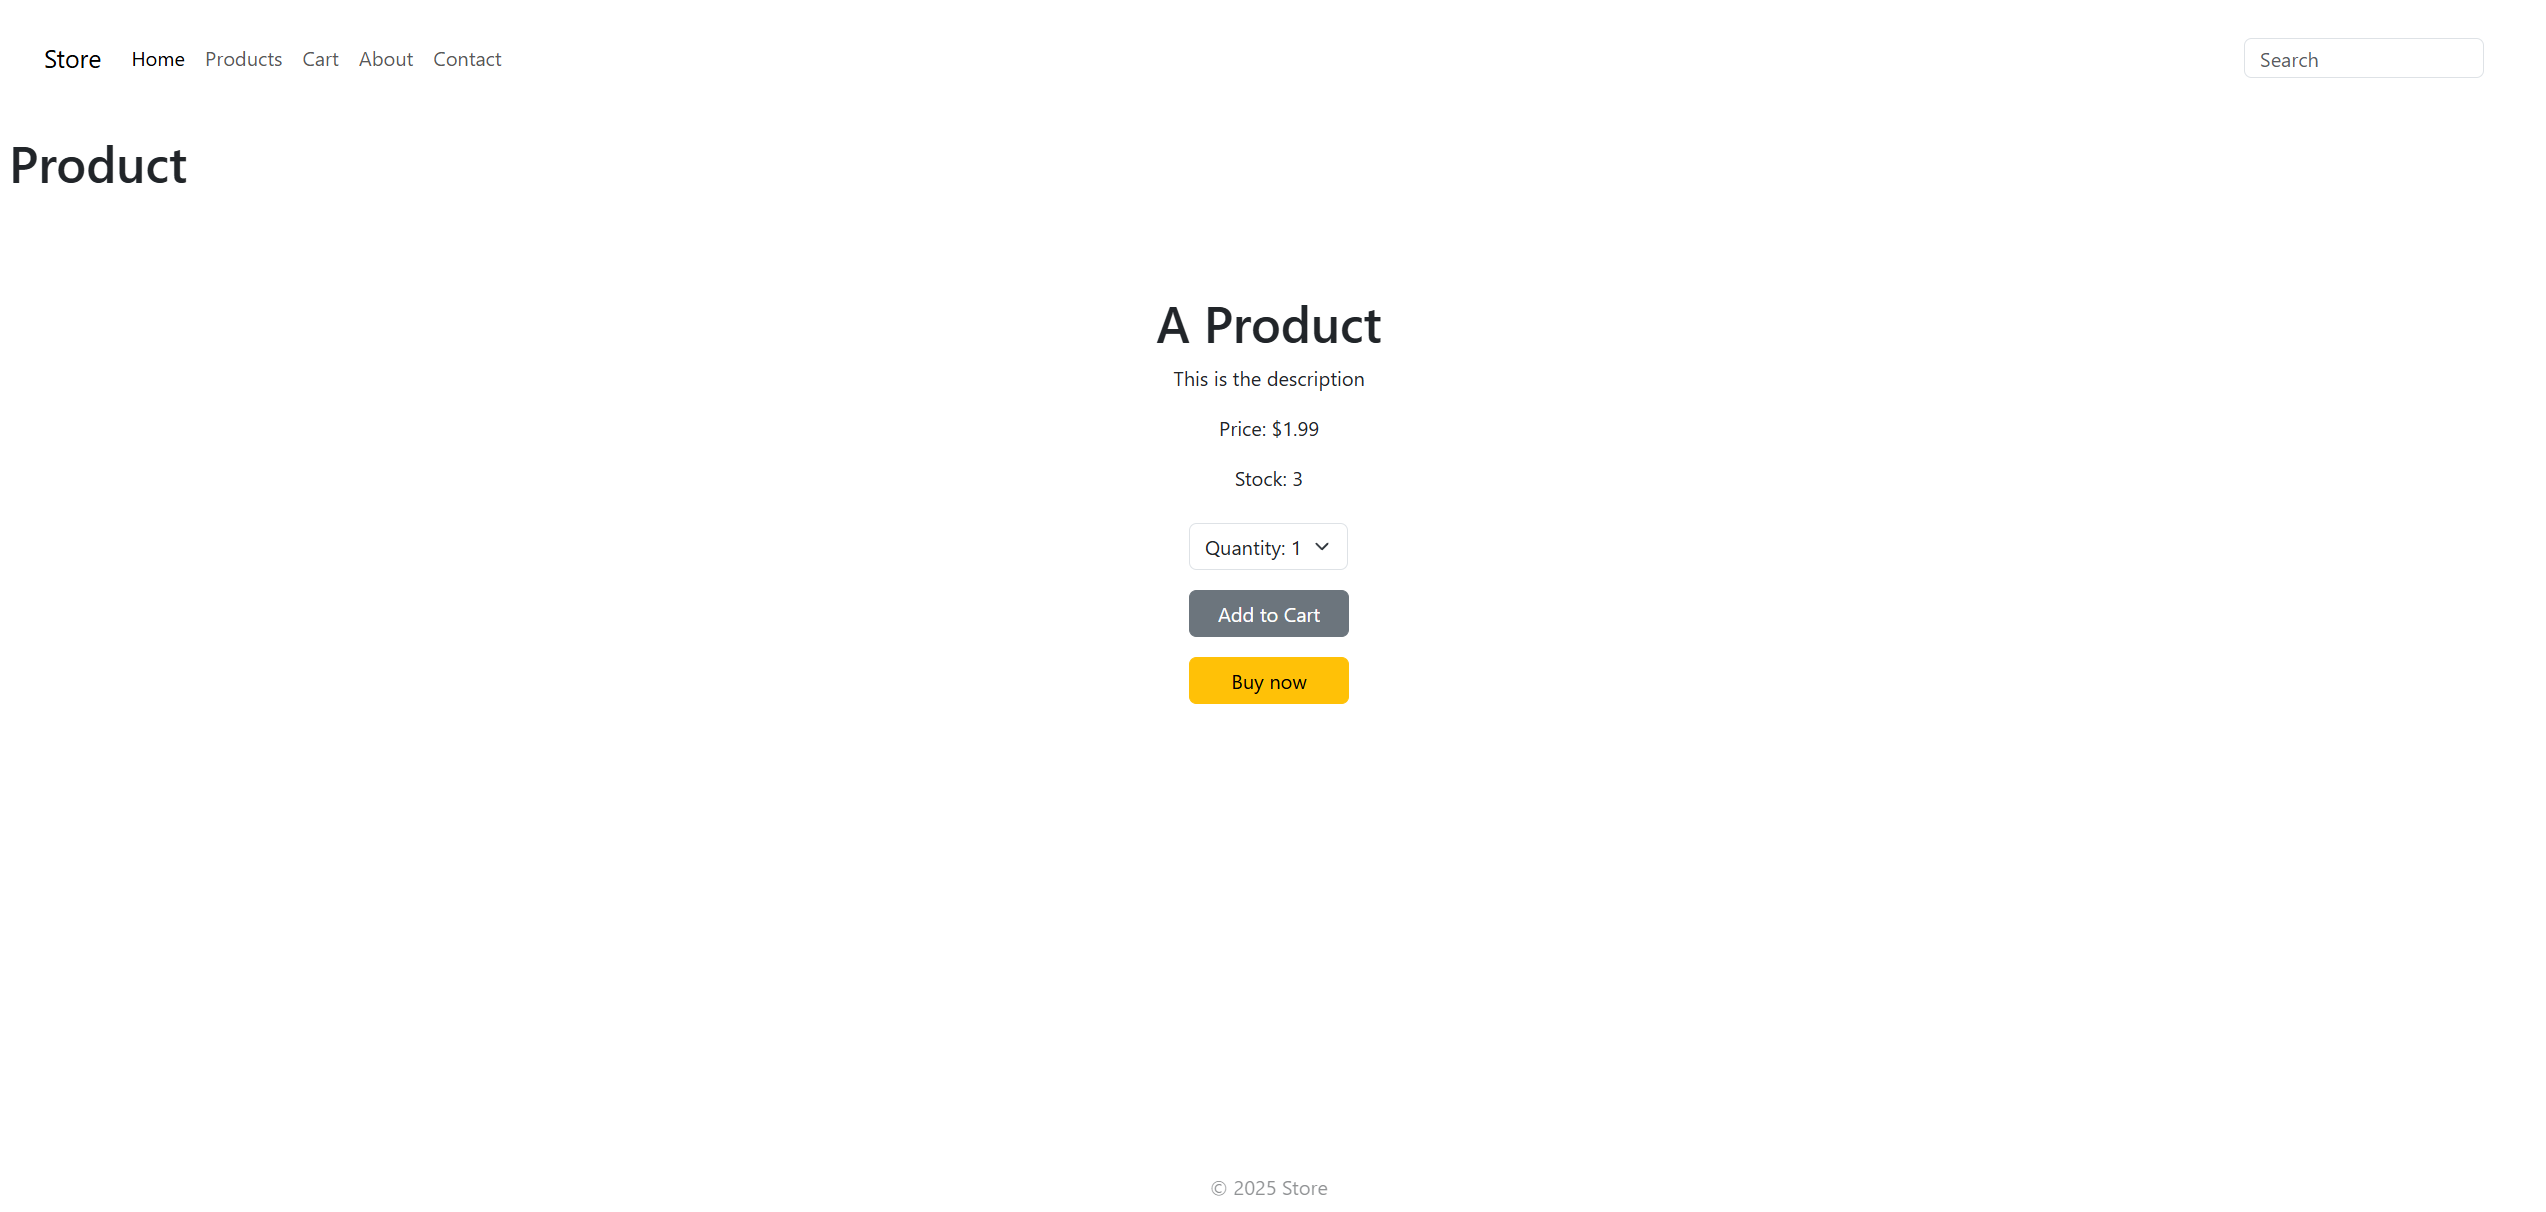 Store Home Products Cart About Contact Search
Product
A Product
This is the description
Price: $1.99
Stock: 3
Quantity: 1
Add to Cart
Buy now
© 2025 Store